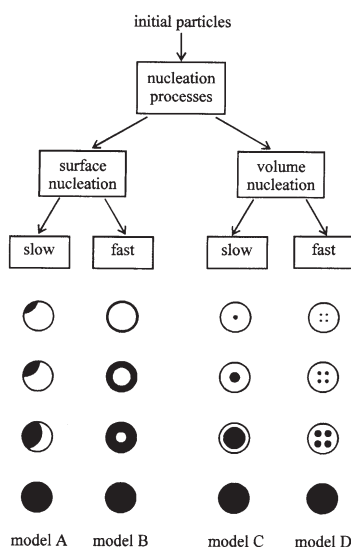 initial particles
nucleation
processes
surface
nucleation
volume
nucleation
slow
fast
slow
fast
model A
model B
model C
model D